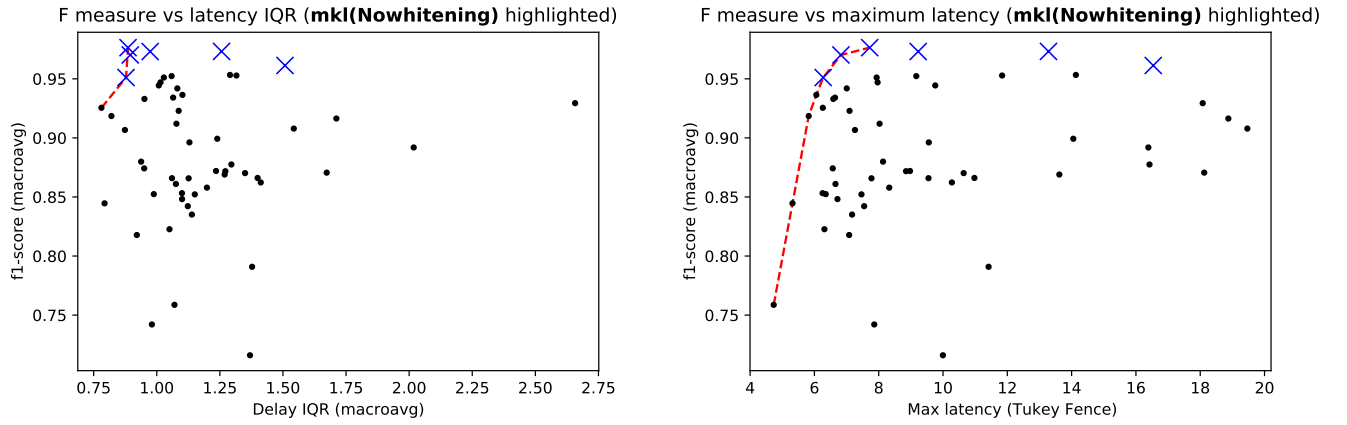 F measure vs latency IQR (mkl(Nowhitening) highlighted)
0.95
0.90
0.85
0.80
0.75
f1-score (macroavg)
0.75 1.00 1.25 1.50 1.75 2.00 2.25 2.50 2.75
Delay IQR (macroavg)
F measure vs maximum latency (mkl(Nowhitening) highlighted)
0.95
0.90
0.85
0.80
0.75
f1-score (macroavg)
4 6 8 10 12 14 16 18 20
Max latency (Tukey Fence)